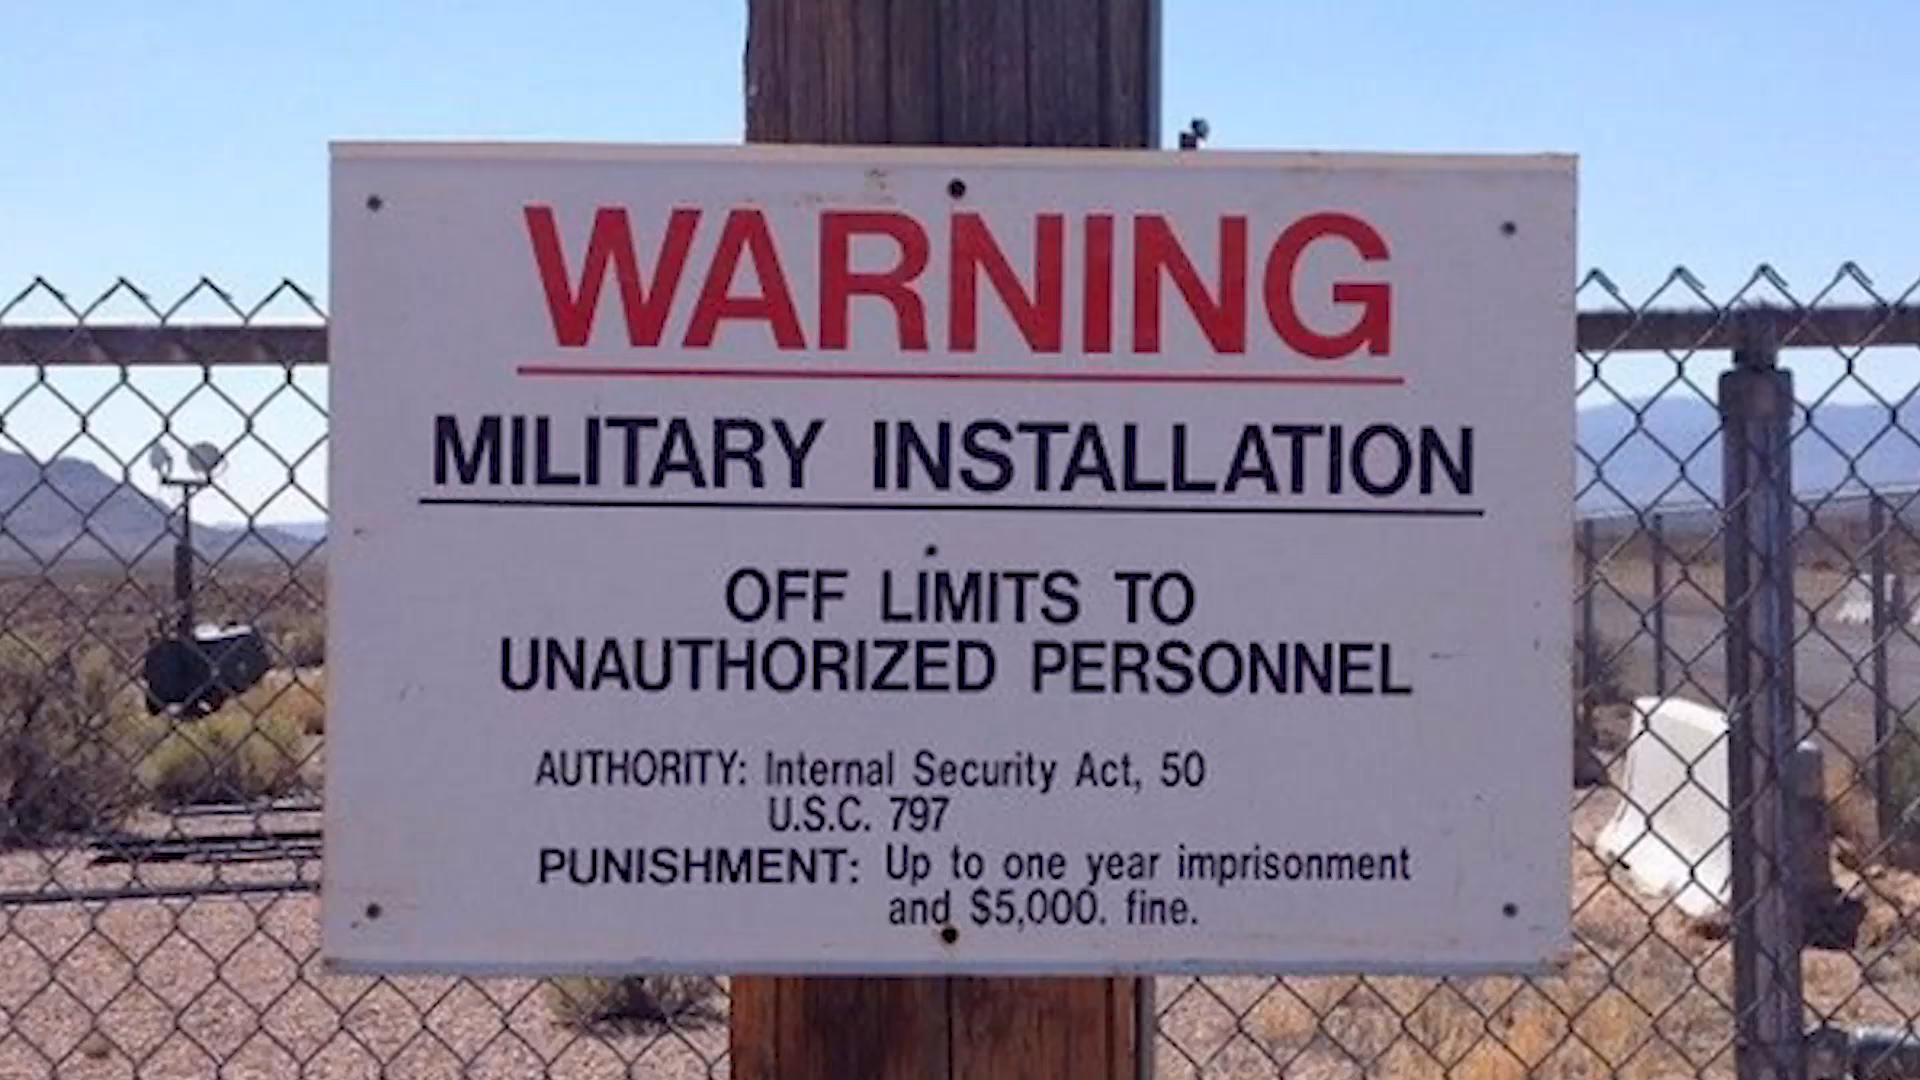 WARNING
MILITARY INSTALLATION
OFF LIMITS TO
UNAUTHORIZED PERSONNEL
AUTHORITY: Internal Security Act, 50
U.S.C. 797
PUNISHMENT: Up to one year imprisonment
and $5,000. fine.